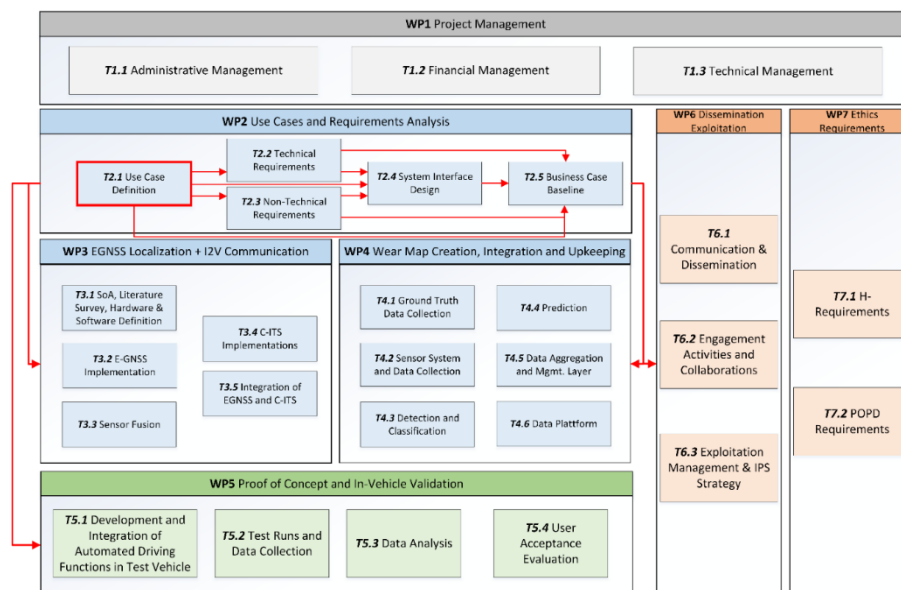 WP1 Project Management
T1.1 Administrative Management
T1.2 Financial Management
T1.3 Technical Management
WP2 Use Cases and Requirements Analysis
T2.1 Use Case
Definition
T2.2 Technical
Requirements
T2.3 Non-Technical
Requirements
T2.4 System Interface
Design
T2.5 Business Case
Baseline
WP3 EGNSS Localization + I2V Communication
T3.1 SoA, Literature
Survey, Hardware &
Software Definition
T3.2 E-GNSS
Implementation
T3.3 Sensor Fusion
T3.4 C-ITS
Implementations
T3.5 Integration of
EGNSS and C-ITS
WP4 Wear Map Creation, Integration and Upkeeping
T4.1 Ground Truth
Data Collection
T4.2 Sensor System
and Data Collection
T4.3 Detection and
Classification
T4.4 Prediction
T4.5 Data Aggregation
and Mgmt. Layer
T4.6 Data Plattform
WP5 Proof of Concept and In-Vehicle Validation
T5.1 Development and
Integration of
Automated Driving
Functions in Test Vehicle
T5.2 Test Runs and
Data Collection
T5.3 Data Analysis
T5.4 User
Acceptance
Evaluation
WP6 Dissemination
Exploitation
T6.1
Communication &
Dissemination
T6.2 Engagement
Activities and
Collaborations
T6.3 Exploitation
Management & IPS
Strategy
WP7 Ethics
Requirements
T7.1 H-
Requirements
T7.2 POPD
Requirements